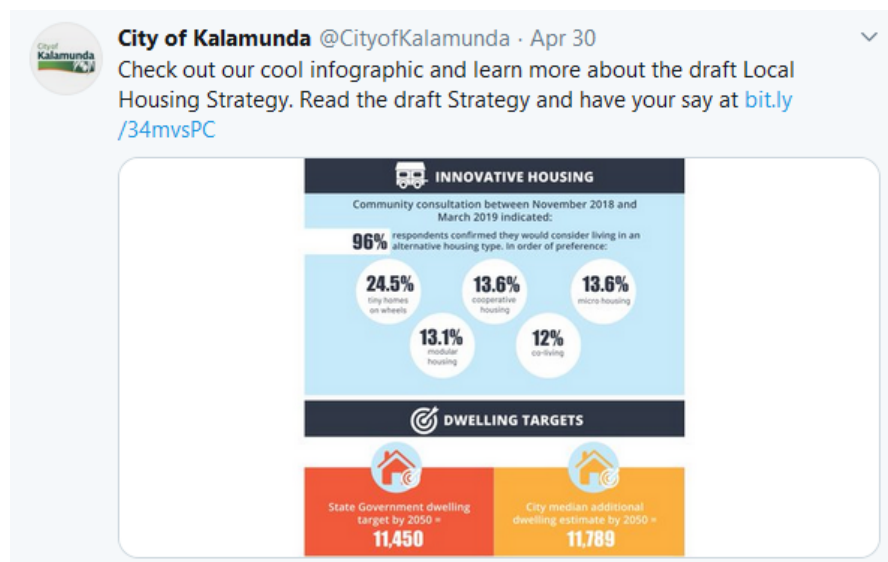 City of
Kalamunda
City of Kalamunda @CityofKalamunda · Apr 30
Check out our cool infographic and learn more about the draft Local
Housing Strategy. Read the draft Strategy and have your say at bit.ly
/34mvsPC
INNOVATIVE HOUSING
Community consultation between November 2018 and
March 2019 indicated:
96% respondents confirmed they would consider living in an
alternative housing type. In order of preference:
24.5%
tiny homes
on wheels
13.6%
cooperative
housing
13.6%
micro housing
13.1%
modular
housing
12%
co-living
DWELLING TARGETS
State Government dwelling
target by 2050 =
11,450
City median additional
dwelling estimate by 2050 =
11,789